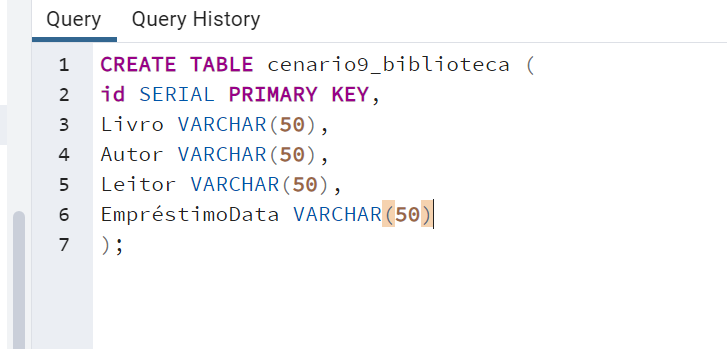 Query Query History
1 CREATE TABLE cenario9_biblioteca (
2 id SERIAL PRIMARY KEY,
3 Livro VARCHAR(50),
4 Autor VARCHAR(50),
5 Leitor VARCHAR(50),
6 EmpréstimoData VARCHAR(50)
7 );